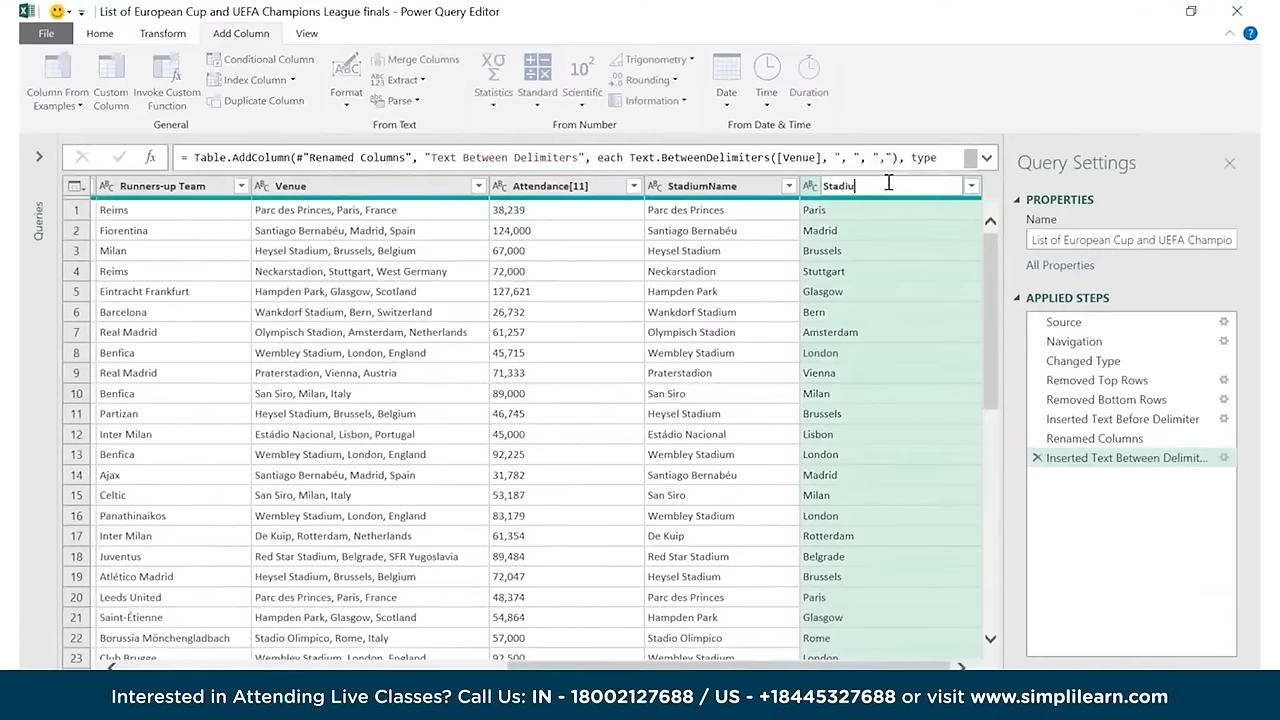 List of European Cup and UEFA Champions League finals - Power Query Editor
File Home Transform Add Column View
Column From Examples
Custom Column
Invoke Custom Function
Conditional Column
Index Column
Duplicate Column
General
Format
Merge Columns
Extract
Parse
From Text
Statistics
Standard
Scientific
Trigonometry
Rounding
Information
From Number
Date
Time
Duration
From Date & Time
Queries
= Table.AddColumn(#"Renamed Columns", "Text Between Delimiters", each Text.BetweenDelimiters([Venue], ", ", ","), type
Runners-up Team Venue Attendance[11] StadiumName Stadiu
1 Reims Parc des Princes, Paris, France 38,239 Parc des Princes Paris
2 Fiorentina Santiago Bernabéu, Madrid, Spain 124,000 Santiago Bernabéu Madrid
3 Milan Heysel Stadium, Brussels, Belgium 67,000 Heysel Stadium Brussels
4 Reims Neckarstadion, Stuttgart, West Germany 72,000 Neckarstadion Stuttgart
5 Eintracht Frankfurt Hampden Park, Glasgow, Scotland 127,621 Hampden Park Glasgow
6 Barcelona Wankdorf Stadium, Bern, Switzerland 26,732 Wankdorf Stadium Bern
7 Real Madrid Olympisch Stadion, Amsterdam, Netherlands 61,257 Olympisch Stadion Amsterdam
8 Benfica Wembley Stadium, London, England 45,715 Wembley Stadium London
9 Real Madrid Praterstadion, Vienna, Austria 71,333 Praterstadion Vienna
10 Benfica San Siro, Milan, Italy 89,000 San Siro Milan
11 Partizan Heysel Stadium, Brussels, Belgium 46,745 Heysel Stadium Brussels
12 Inter Milan Estádio Nacional, Lisbon, Portugal 45,000 Estádio Nacional Lisbon
13 Benfica Wembley Stadium, London, England 92,225 Wembley Stadium London
14 Ajax Santiago Bernabéu, Madrid, Spain 31,782 Santiago Bernabéu Madrid
15 Celtic San Siro, Milan, Italy 53,187 San Siro Milan
16 Panathinaikos Wembley Stadium, London, England 83,179 Wembley Stadium London
17 Inter Milan De Kuip, Rotterdam, Netherlands 61,354 De Kuip Rotterdam
18 Juventus Red Star Stadium, Belgrade, SFR Yugoslavia 89,484 Red Star Stadium Belgrade
19 Atlético Madrid Heysel Stadium, Brussels, Belgium 72,047 Heysel Stadium Brussels
20 Leeds United Parc des Princes, Paris, France 48,374 Parc des Princes Paris
21 Saint-Étienne Hampden Park, Glasgow, Scotland 54,864 Hampden Park Glasgow
22 Borussia Mönchengladbach Stadio Olimpico, Rome, Italy 57,000 Stadio Olimpico Rome
23 Club Brugge Wembley Stadium, London, England 92,500 Wembley Stadium London
Query Settings
PROPERTIES
Name
List of European Cup and UEFA Champio
All Properties
APPLIED STEPS
Source
Navigation
Changed Type
Removed Top Rows
Removed Bottom Rows
Inserted Text Before Delimiter
Renamed Columns
Inserted Text Between Delimit...
Interested in Attending Live Classes? Call Us: IN - 18002127688 / US - +18445327688 or visit www.simplilearn.com